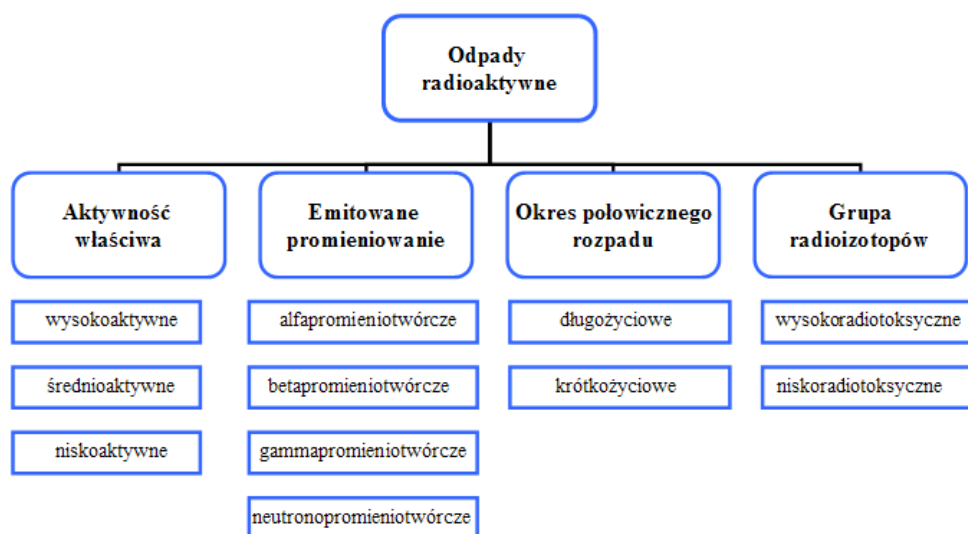 Odpady
radioaktywne
Aktywność
właściwa
Emitowane
promieniowanie
Okres połowicznego
rozpadu
Grupa
radioizotopów
wysokoaktywne
średnioaktywne
niskoaktywne
alfapromieniotwórcze
betapromieniotwórcze
gammapromieniotwórcze
neutronopromieniotwórcze
długożyciowe
krótkożyciowe
wysokoradiotoksyczne
niskoradiotoksyczne